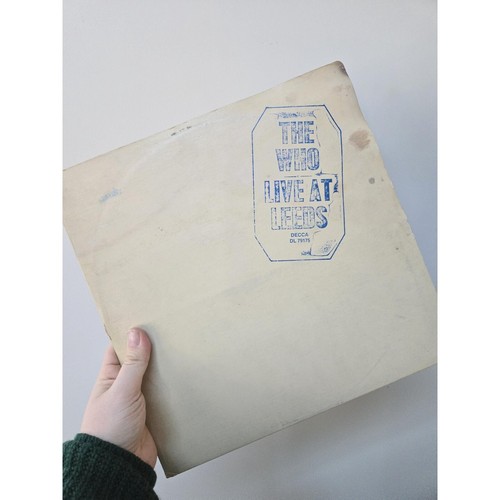 THE
WHO
LIVE AT
LEEDS
DECCA
DL 79175